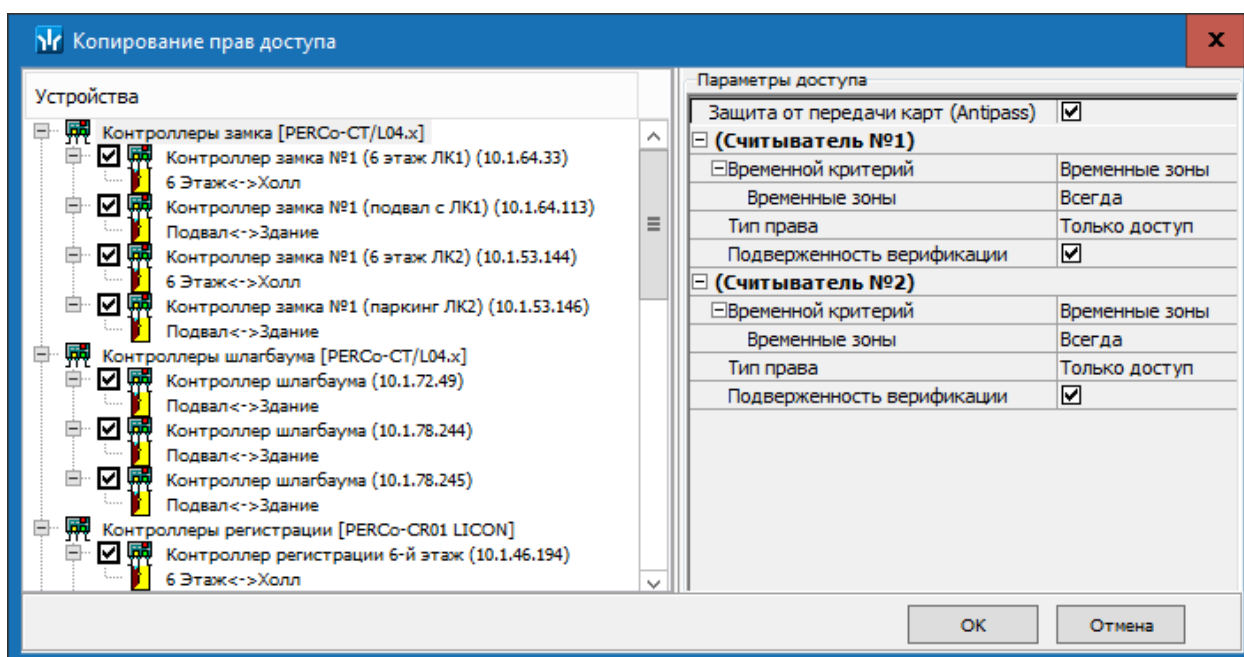 Копирование прав доступа
x
Устройства
Контроллеры замка [PERCo-CT/L04.x]
Контроллер замка №1 (6 этаж ЛК1) (10.1.64.33)
6 Этаж<->Холл
Контроллер замка №1 (подвал с ЛК1) (10.1.64.113)
Подвал<->Здание
Контроллер замка №1 (6 этаж ЛК2) (10.1.53.144)
6 Этаж<->Холл
Контроллер замка №1 (паркинг ЛК2) (10.1.53.146)
Подвал<->Здание
Контроллеры шлагбаума [PERCo-CT/L04.x]
Контроллер шлагбаума (10.1.72.49)
Подвал<->Здание
Контроллер шлагбаума (10.1.78.244)
Подвал<->Здание
Контроллер шлагбаума (10.1.78.245)
Подвал<->Здание
Контроллеры регистрации [PERCo-CR01 LICON]
Контроллер регистрации 6-й этаж (10.1.46.194)
6 Этаж<->Холл
Параметры доступа
Защита от передачи карт (Antipass)
(Считыватель №1)
Временной критерий Временные зоны
Временные зоны Всегда
Тип права Только доступ
Подверженность верификации
(Считыватель №2)
Временной критерий Временные зоны
Временные зоны Всегда
Тип права Только доступ
Подверженность верификации
OK Отмена